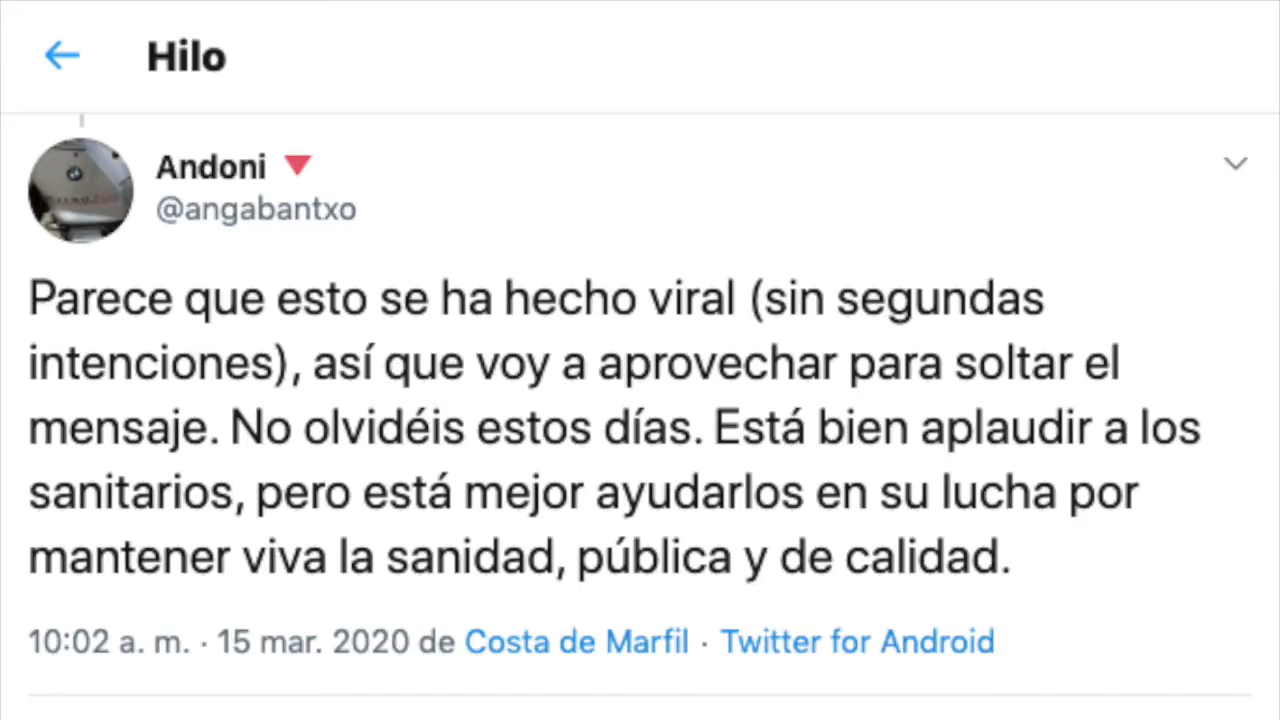 Hilo
Andoni
@angabantxo
Parece que esto se ha hecho viral (sin segundas
intenciones), así que voy a aprovechar para soltar el
mensaje. No olvidéis estos días. Está bien aplaudir a los
sanitarios, pero está mejor ayudarlos en su lucha por
mantener viva la sanidad, pública y de calidad.
10:02 a. m. · 15 mar. 2020 de Costa de Marfil · Twitter for Android